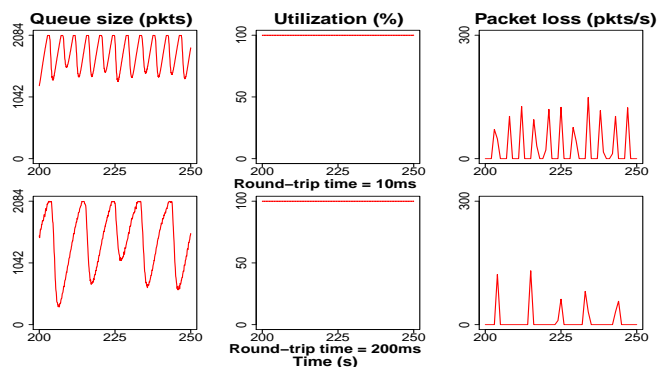 Queue size (pkts) Utilization (%) Packet loss (pkts/s)
2084 100 300
1042 50
0 0 0
200 225 250 200 225 250 200 225 250
Round−trip time = 10ms
2084 100 300
1042 50
0 0 0
200 225 250 200 225 250 200 225 250
Round−trip time = 200ms
Time (s)